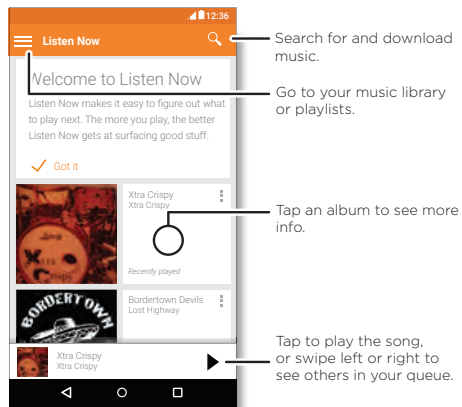 12:36
Listen Now
Search for and download
music.
Go to your music library
or playlists.
Welcome to Listen Now
Listen Now makes it easy to figure out what
to play next. The more you play, the better
Listen Now gets at surfacing good stuff.
Got it
Xtra Crispy
Xtra Crispy
Recently played
Tap an album to see more
info.
Xtra
Crispy
BORDERTOWN
Bordertown Devils
Lost Highway
Xtra Crispy
Xtra Crispy
Tap to play the song,
or swipe left or right to
see others in your queue.